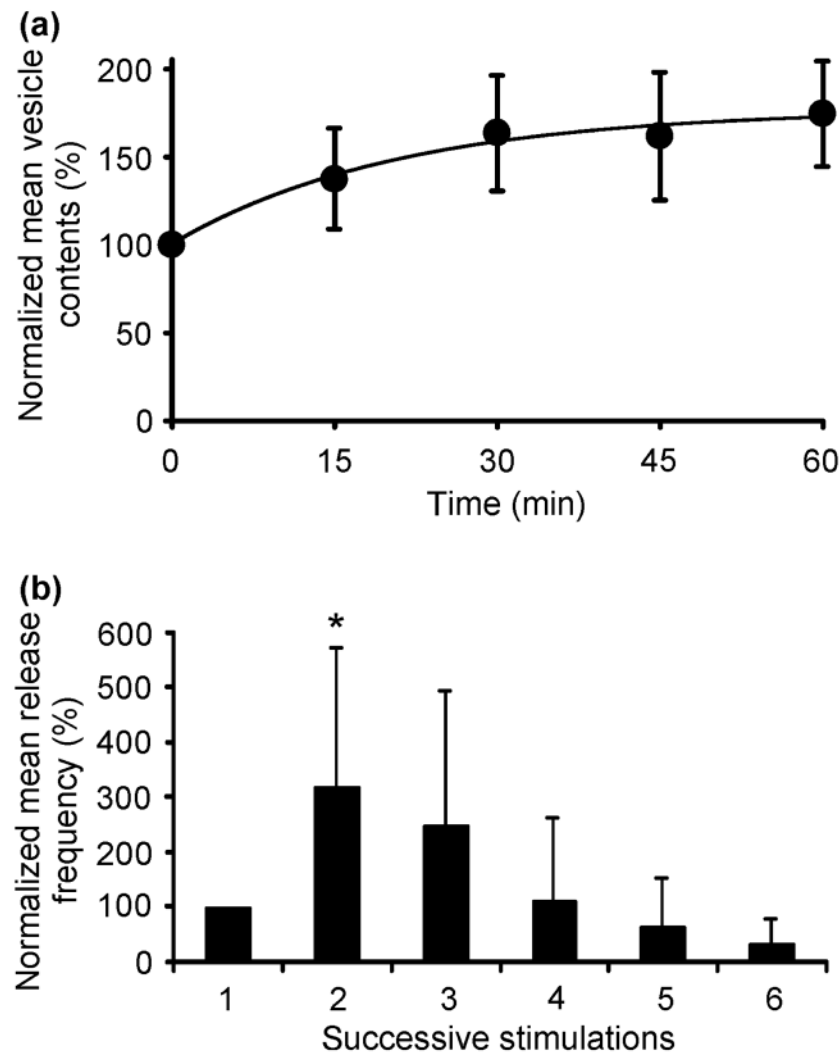 (a)
Normalized mean vesicle
contents (%)
200
150
100
50
0
0 15 30 45 60
Time (min)
(b)
Normalized mean release
frequency (%)
*
600
500
400
300
200
100
0
1 2 3 4 5 6
Successive stimulations